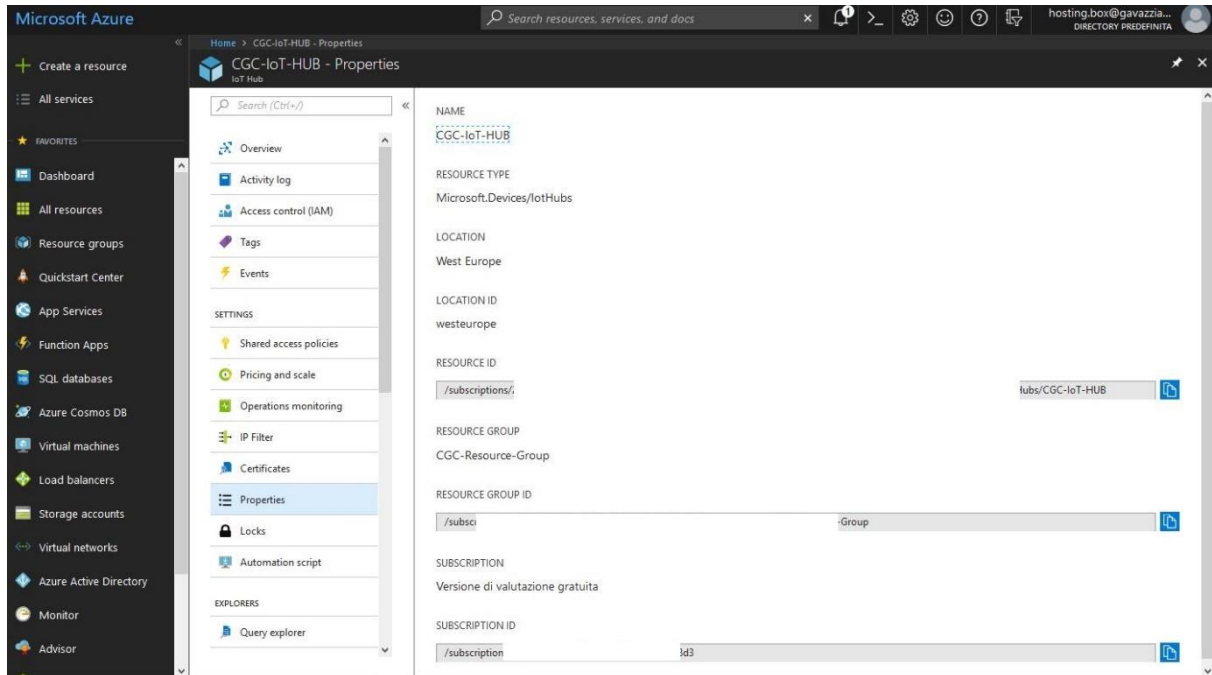 Microsoft Azure
Search resources, services, and docs
1
hosting.box@gavazzia...
DIRECTORY PREDEFINITA
Create a resource
All services
FAVORITES
Dashboard
All resources
Resource groups
Quickstart Center
App Services
Function Apps
SQL databases
Azure Cosmos DB
Virtual machines
Load balancers
Storage accounts
Virtual networks
Azure Active Directory
Monitor
Advisor
Home > CGC-IoT-HUB - Properties
CGC-IoT-HUB - Properties
IoT Hub
Search (Ctrl+/)
Overview
Activity log
Access control (IAM)
Tags
Events
SETTINGS
Shared access policies
Pricing and scale
Operations monitoring
IP Filter
Certificates
Properties
Locks
Automation script
EXPLORERS
Query explorer
NAME
CGC-IoT-HUB
RESOURCE TYPE
Microsoft.Devices/IotHubs
LOCATION
West Europe
LOCATION ID
westeurope
RESOURCE ID
/subscriptions/ Hubs/CGC-IoT-HUB
RESOURCE GROUP
CGC-Resource-Group
RESOURCE GROUP ID
/subsc -Group
SUBSCRIPTION
Versione di valutazione gratuita
SUBSCRIPTION ID
/subscription 3d3